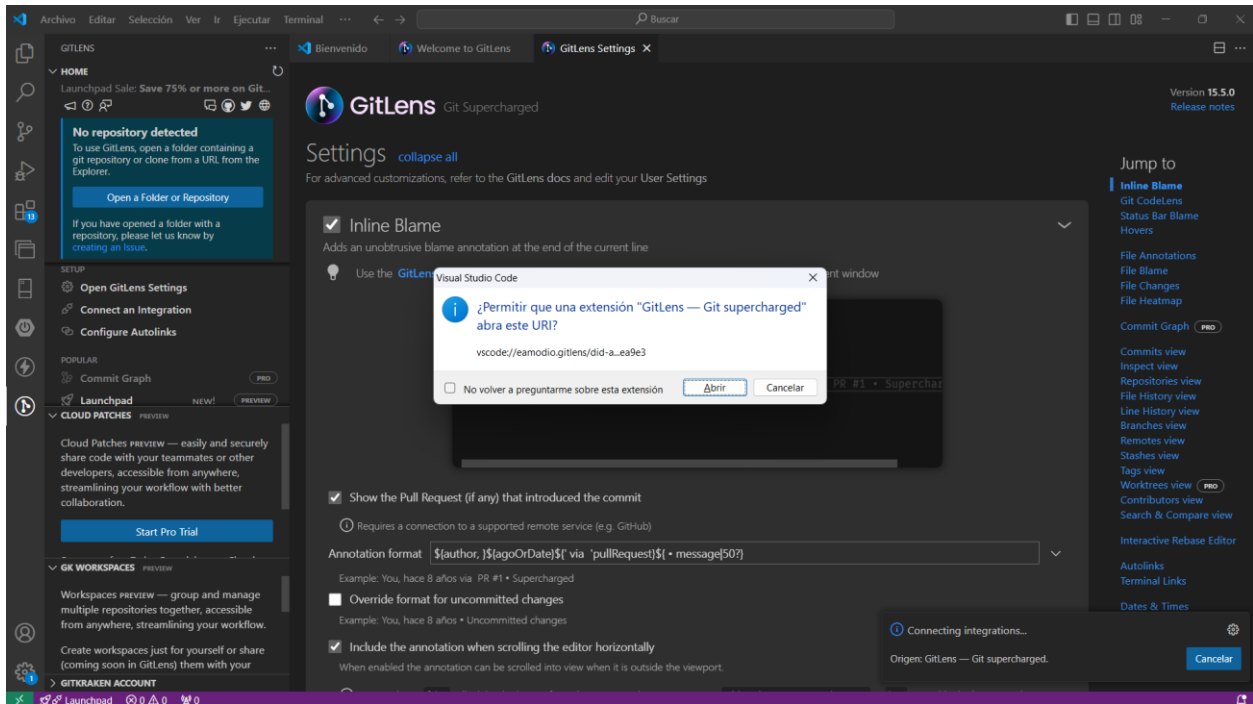 Archivo Editar Selección Ver Ir Ejecutar Terminal ··· Buscar
GITLENS ···
HOME
Launchpad Sale: Save 75% or more on Git...
No repository detected
To use GitLens, open a folder containing a
git repository or clone from a URL from the
Explorer.
Open a Folder or Repository
If you have opened a folder with a
repository, please let us know by
creating an Issue.
SETUP
Open GitLens Settings
Connect an Integration
Configure Autolinks
POPULAR
Commit Graph PRO
Launchpad NEW! PREVIEW
CLOUD PATCHES PREVIEW
Cloud Patches PREVIEW — easily and securely
share code with your teammates or other
developers, accessible from anywhere,
streamlining your workflow with better
collaboration.
Start Pro Trial
GK WORKSPACES PREVIEW
Workspaces PREVIEW — group and manage
multiple repositories together, accessible
from anywhere, streamlining your workflow.
Create workspaces just for yourself or share
(coming soon in GitLens) them with your
GITKRAKEN ACCOUNT
13
1
Bienvenido Welcome to GitLens GitLens Settings
GitLens Git Supercharged
Version 15.5.0
Release notes
Settings collapse all
For advanced customizations, refer to the GitLens docs and edit your User Settings
Inline Blame
Adds an unobtrusive blame annotation at the end of the current line
Use the GitLens
nt window
Visual Studio Code
¿Permitir que una extensión "GitLens — Git supercharged"
abra este URI?
vscode://eamodio.gitlens/did-a...ea9e3
No volver a preguntarme sobre esta extensión Abrir Cancelar
PR #1 • Superchar
Show the Pull Request (if any) that introduced the commit
Requires a connection to a supported remote service (e.g. GitHub)
Annotation format ${author, }${agoOrDate}${' via 'pullRequest}${ • message|50?}
Example: You, hace 8 años via PR #1 • Supercharged
Override format for uncommitted changes
Example: You, hace 8 años • Uncommitted changes
Include the annotation when scrolling the editor horizontally
When enabled the annotation can be scrolled into view when it is outside the viewport.
Jump to
Inline Blame
Git CodeLens
Status Bar Blame
Hovers
File Annotations
File Blame
File Changes
File Heatmap
Commit Graph PRO
Commits view
Inspect view
Repositories view
File History view
Line History view
Branches view
Remotes view
Stashes view
Tags view
Worktrees view PRO
Contributors view
Search & Compare view
Interactive Rebase Editor
Autolinks
Terminal Links
Dates & Times
Connecting integrations...
Origen: GitLens — Git supercharged. Cancelar
Launchpad 0 0 0